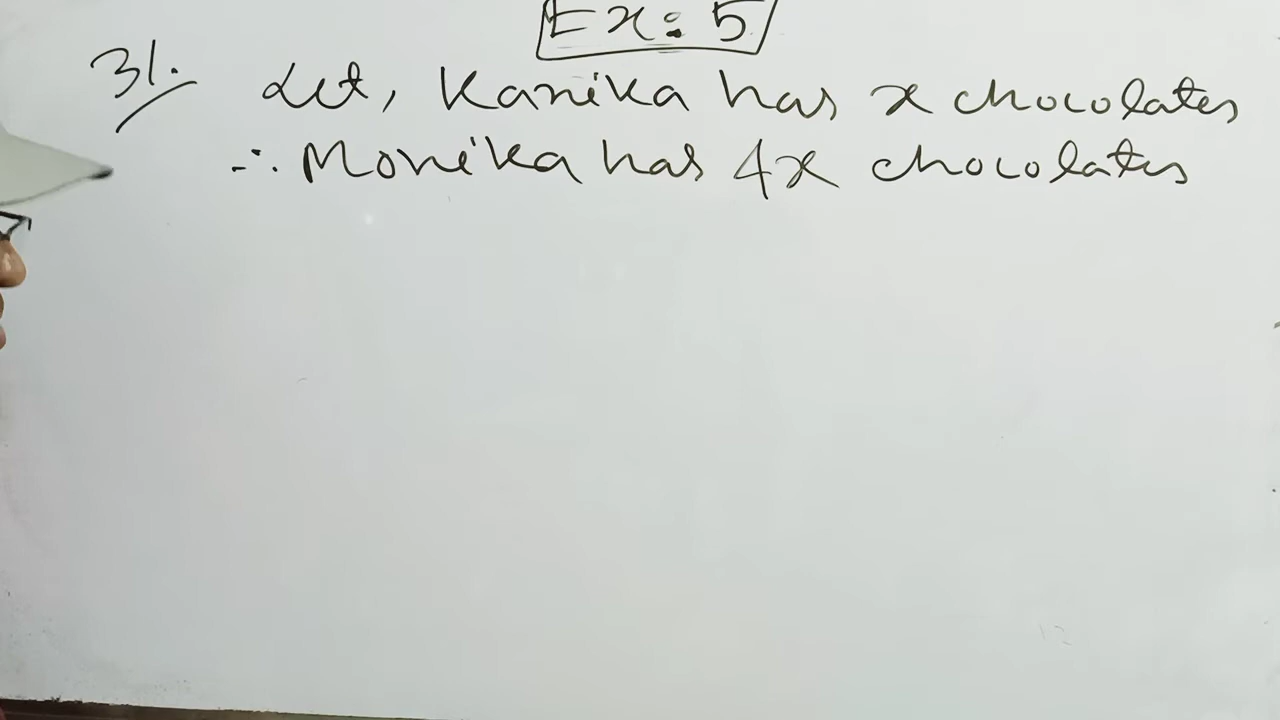 Ex: 5
31. Let, Kanika has x chocolates
∴ Monika has 4x chocolates